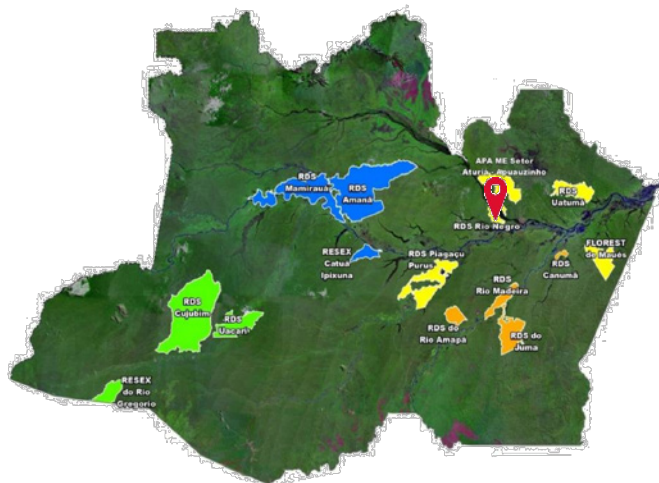 APA ME Setor
Aturiá - Apuauzinho
RDS
Mamirauá
RDS
Amanã
RDS
Uatumã
RDS Rio Negro
RESEX
Catuá
Ipixuna
RDS Piagaçu
Purus
RDS
Canumã
FLOREST
de Maués
RDS
Rio Madeira
RDS
Cujubim
RDS
Uacari
RDS do
Rio Amapá
RDS do
Juma
RESEX
do Rio
Gregorio